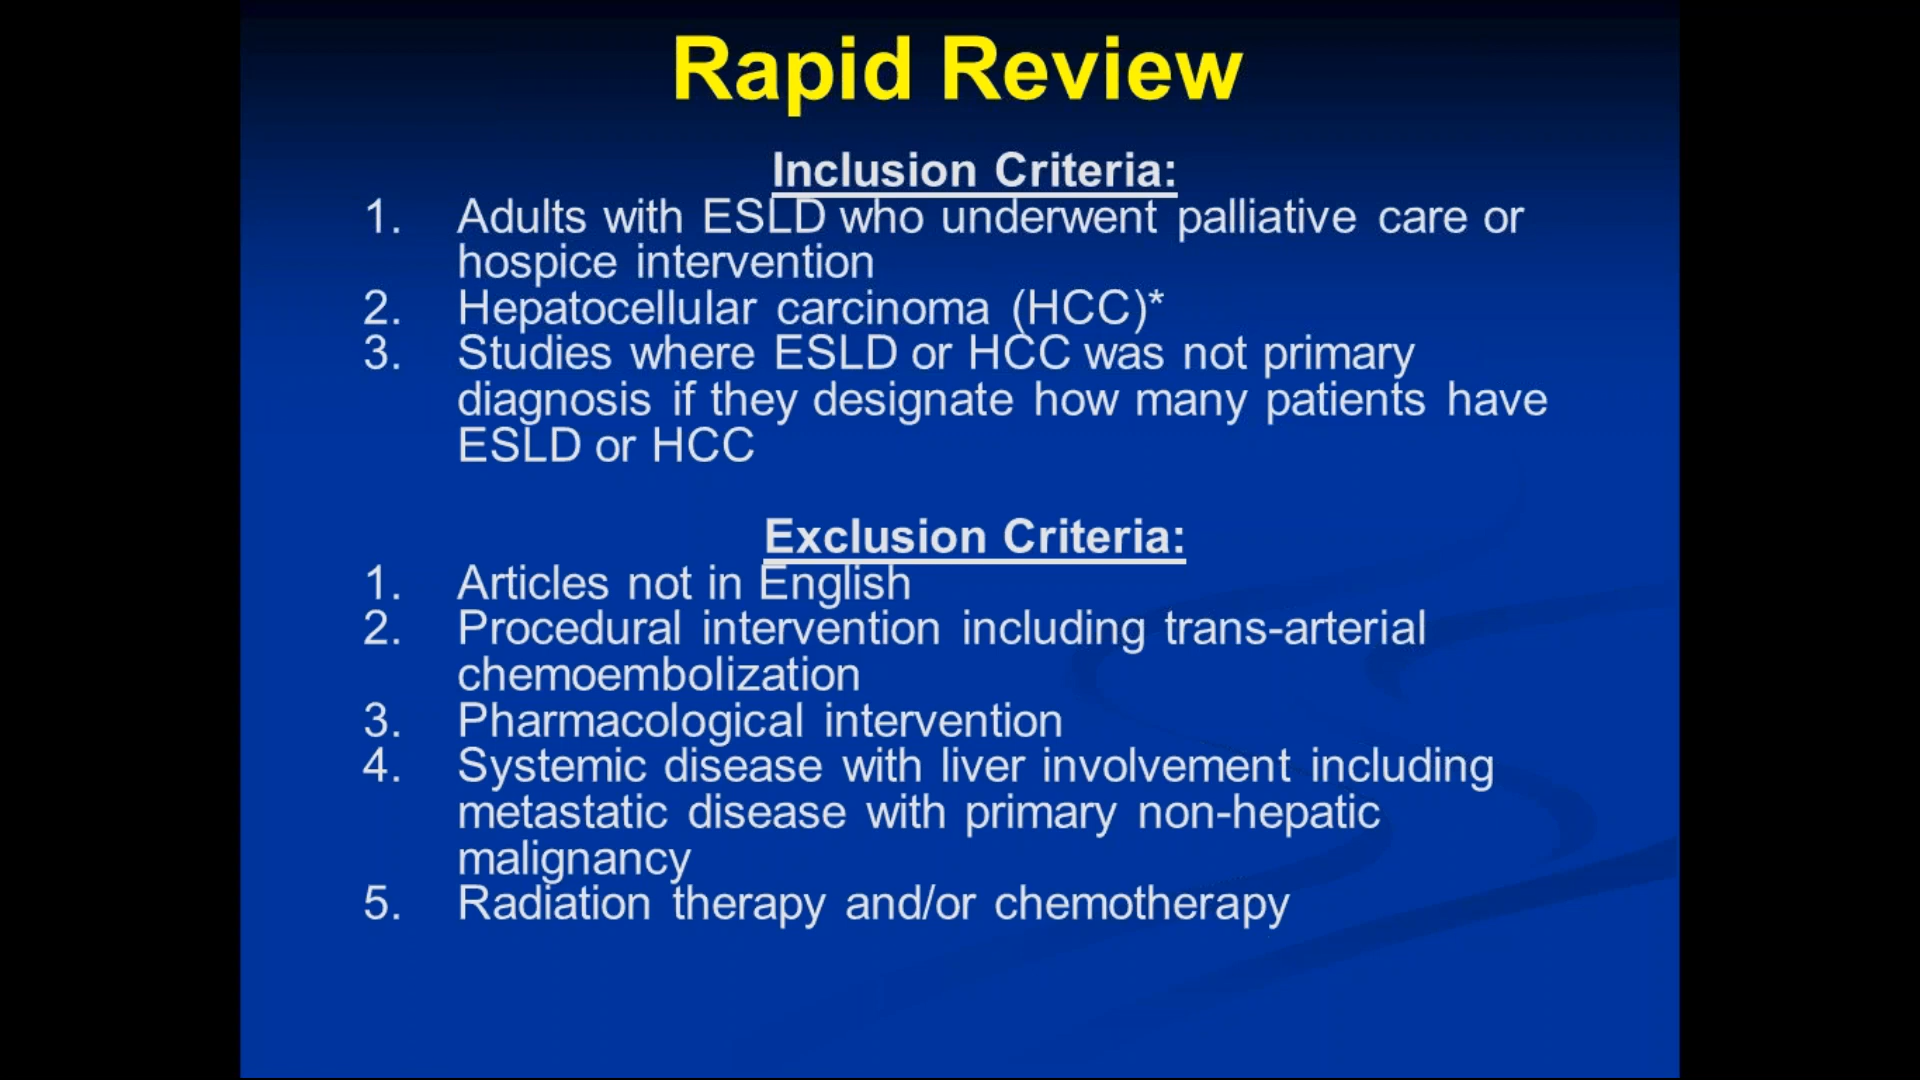 Rapid Review
Inclusion Criteria:
1. Adults with ESLD who underwent palliative care or
hospice intervention
2. Hepatocellular carcinoma (HCC)*
3. Studies where ESLD or HCC was not primary
diagnosis if they designate how many patients have
ESLD or HCC
Exclusion Criteria:
1. Articles not in English
2. Procedural intervention including trans-arterial
chemoembolization
3. Pharmacological intervention
4. Systemic disease with liver involvement including
metastatic disease with primary non-hepatic
malignancy
5. Radiation therapy and/or chemotherapy